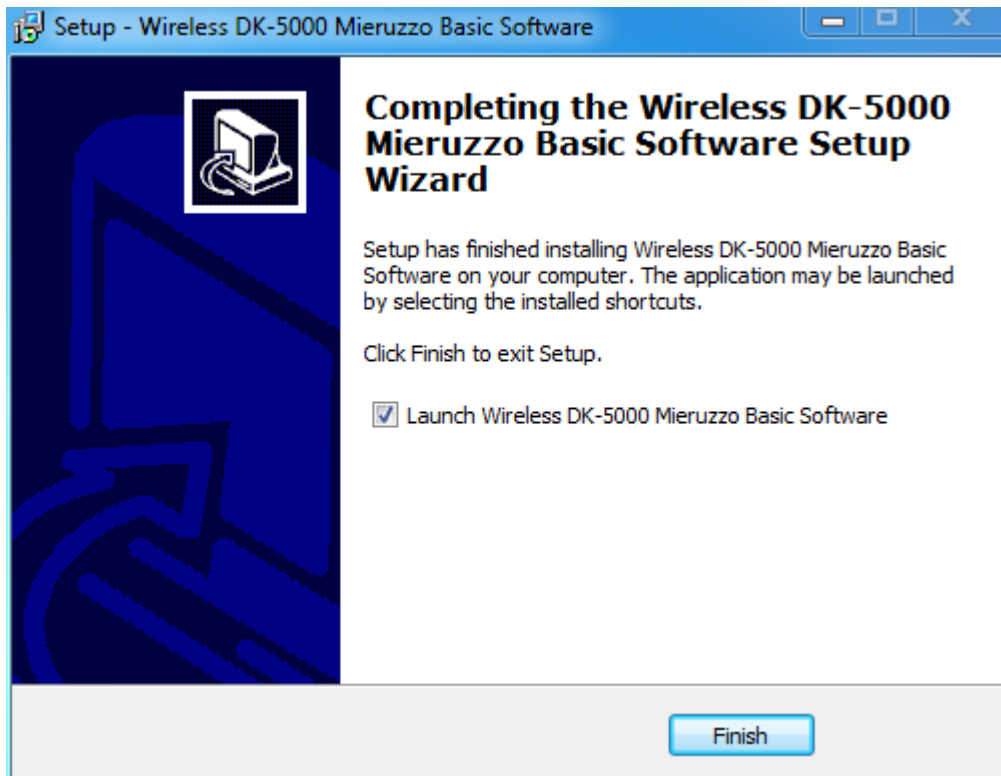 Setup - Wireless DK-5000 Mieruzzo Basic Software
Completing the Wireless DK-5000
Mieruzzo Basic Software Setup
Wizard
Setup has finished installing Wireless DK-5000 Mieruzzo Basic
Software on your computer. The application may be launched
by selecting the installed shortcuts.
Click Finish to exit Setup.
Launch Wireless DK-5000 Mieruzzo Basic Software
Finish